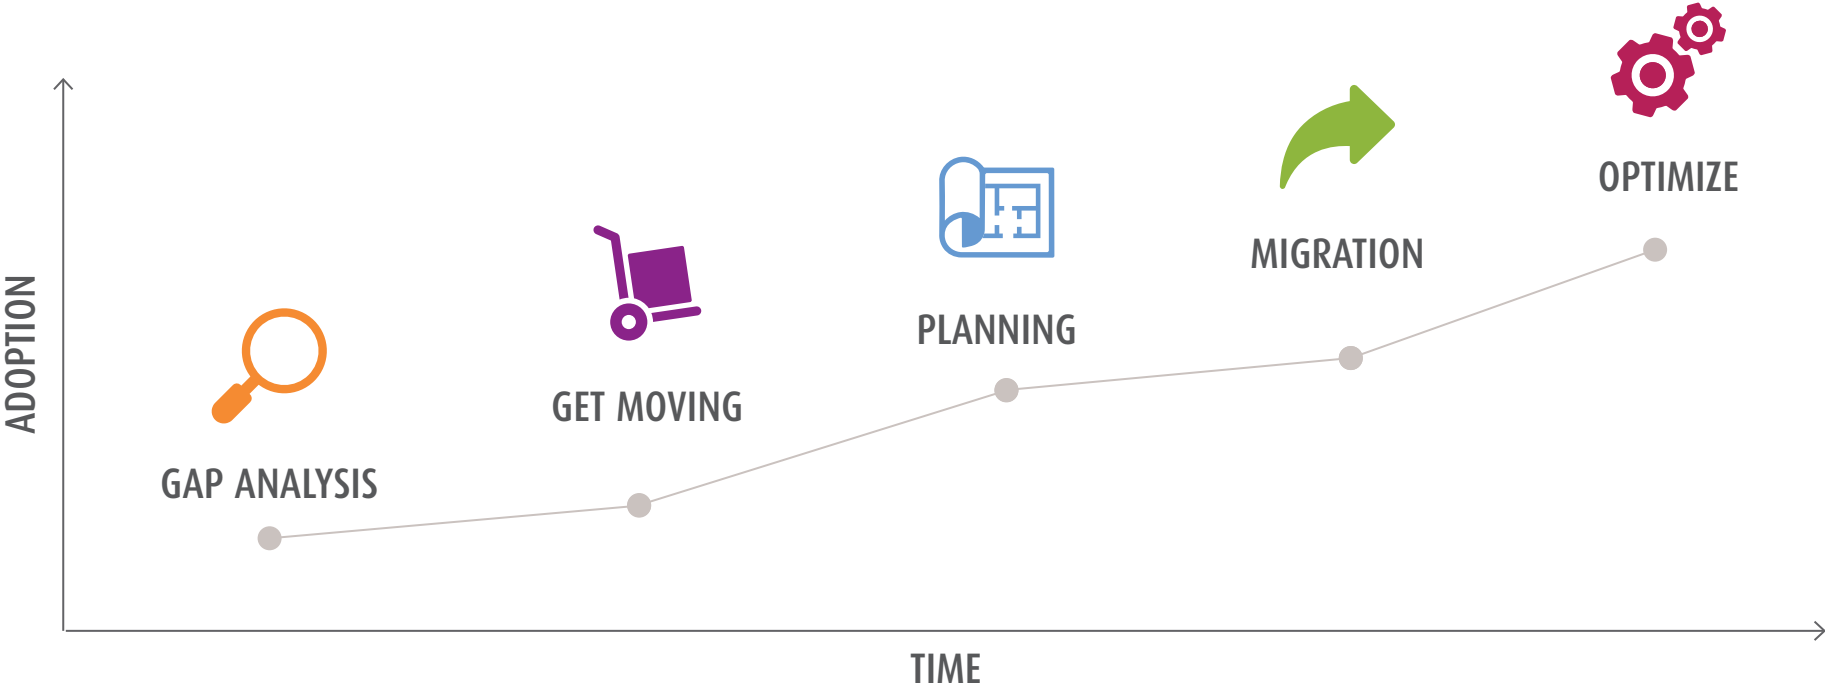 OPTIMIZE
MIGRATION
PLANNING
GET MOVING
GAP ANALYSIS
ADOPTION
TIME